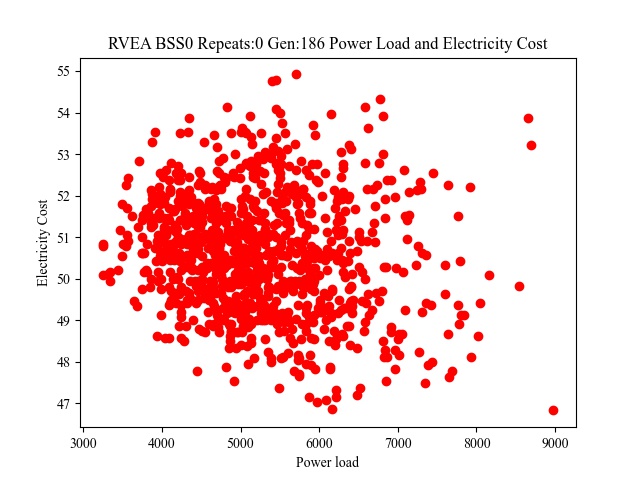 RVEA BSS0 Repeats:0 Gen:186 Power Load and Electricity Cost
55
54
53
52
51
50
49
48
47
Electricity Cost
3000 4000 5000 6000 7000 8000 9000
Power load